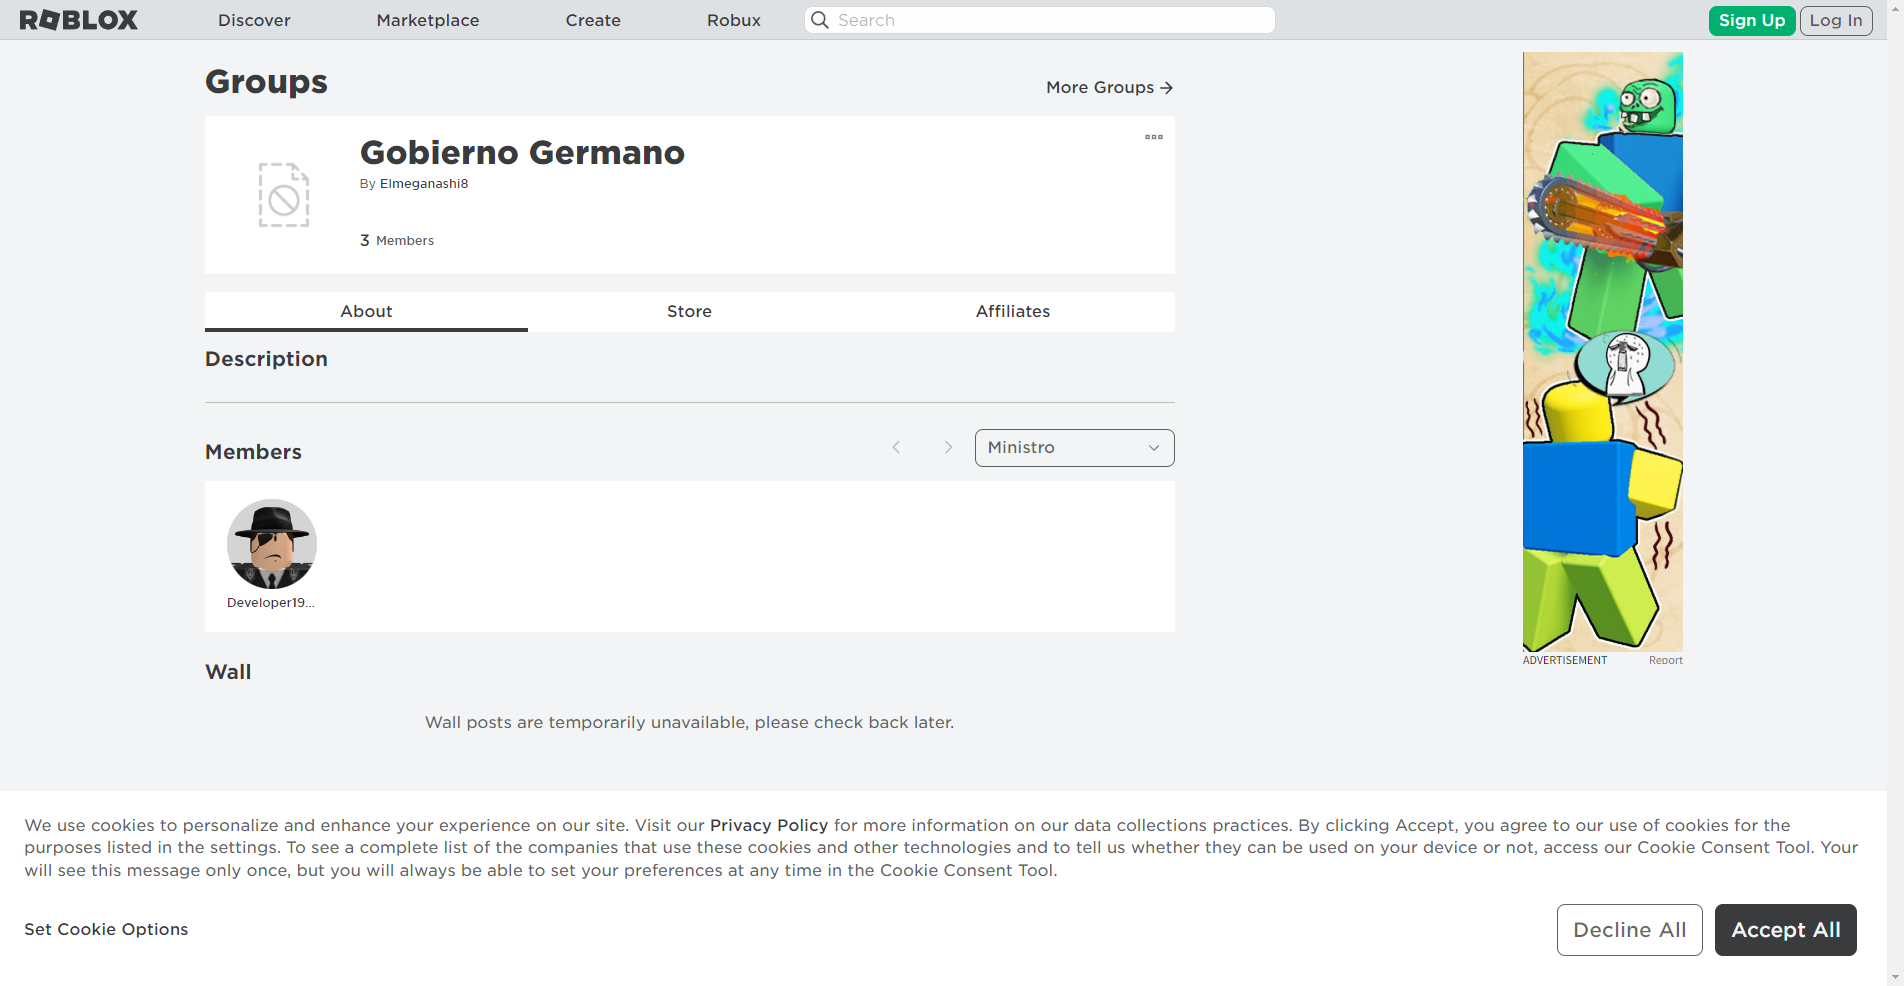 ROBLOX
Discover
Marketplace
Create
Robux
Search
Sign Up
Log In
Groups
More Groups
Gobierno Germano
By Elmeganashi8
3 Members
About
Store
Affiliates
Description
Members
Ministro
Developer19...
Wall
Wall posts are temporarily unavailable, please check back later.
ADVERTISEMENT
Report
We use cookies to personalize and enhance your experience on our site. Visit our Privacy Policy for more information on our data collections practices. By clicking Accept, you agree to our use of cookies for the
purposes listed in the settings. To see a complete list of the companies that use these cookies and other technologies and to tell us whether they can be used on your device or not, access our Cookie Consent Tool. Your
will see this message only once, but you will always be able to set your preferences at any time in the Cookie Consent Tool.
Set Cookie Options
Decline All
Accept All